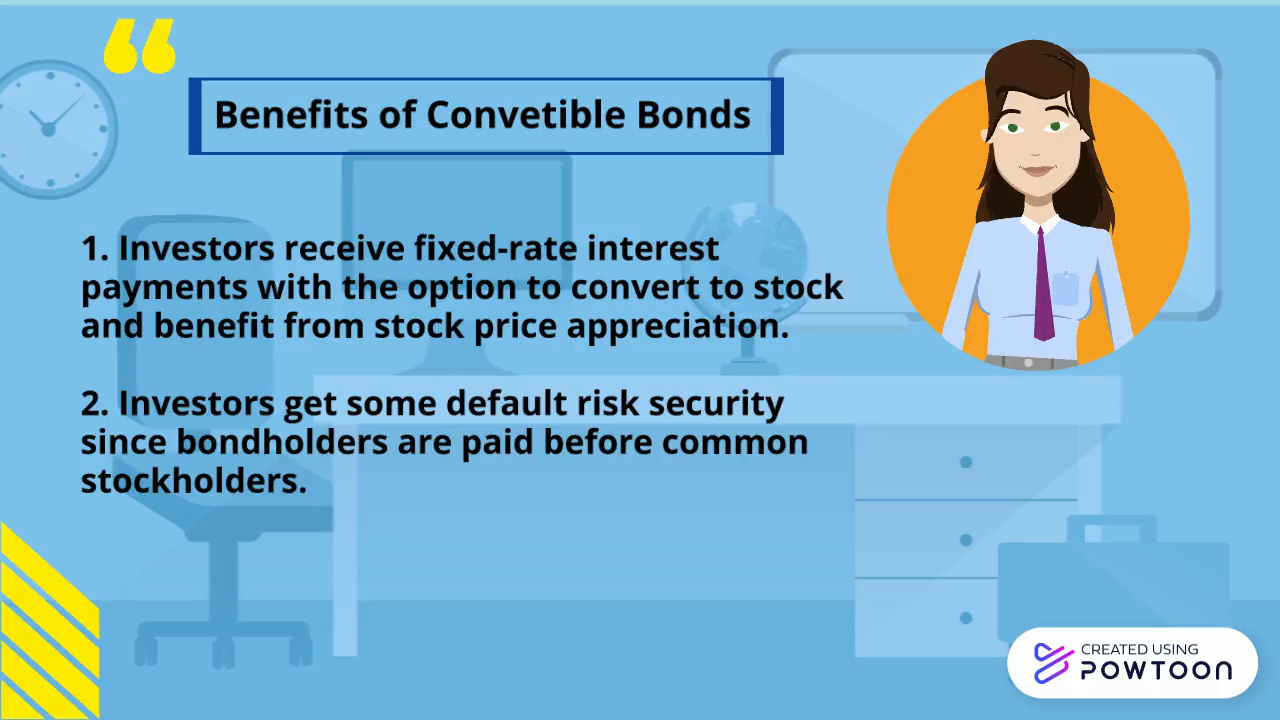 “
Benefits of Convetible Bonds
1. Investors receive fixed-rate interest
payments with the option to convert to stock
and benefit from stock price appreciation.
2. Investors get some default risk security
since bondholders are paid before common
stockholders.
CREATED USING
POWTOON